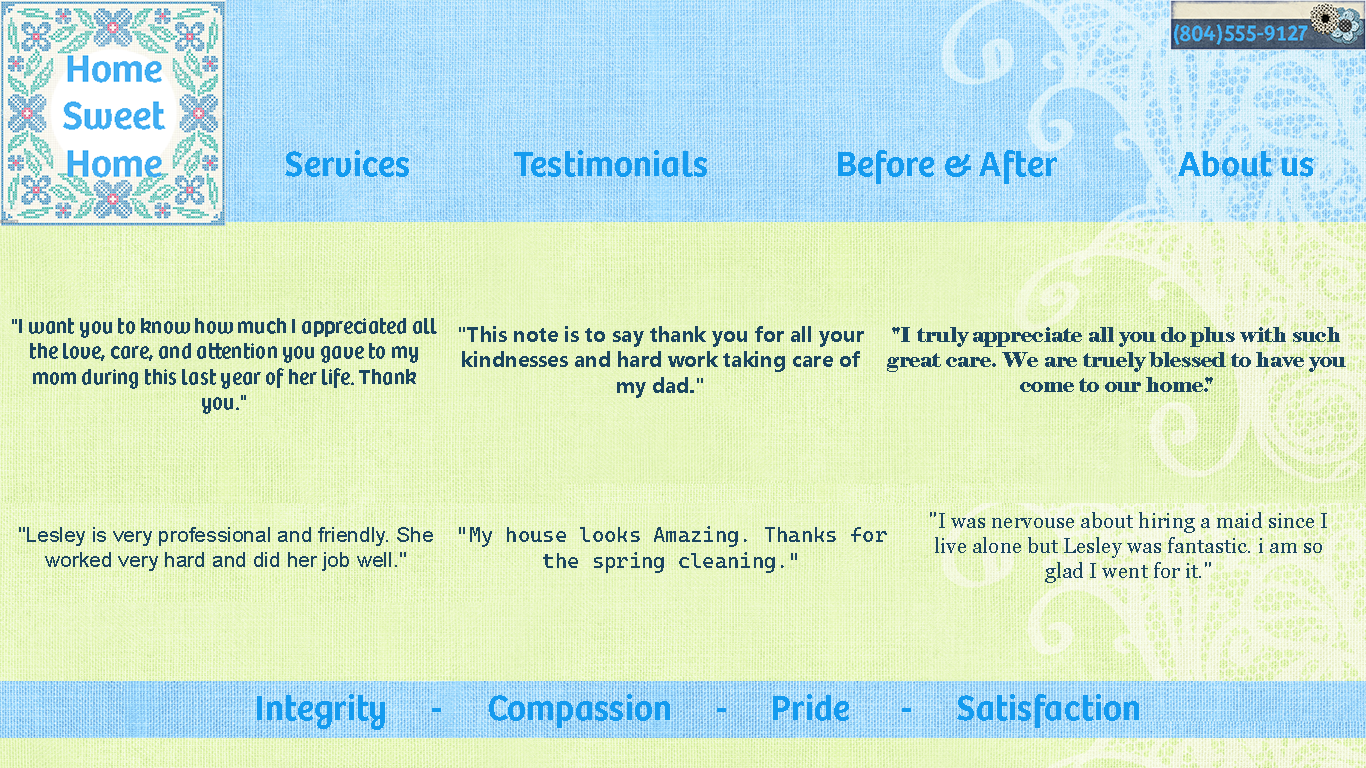 Home
Sweet
Home
(804)555-9127
Services
Testimonials
Before & After
About us
"I want you to know how much I appreciated all
the love, care, and attention you gave to my
mom during this last year of her life. Thank
you."
"This note is to say thank you for all your
kindnesses and hard work taking care of
my dad."
"I truly appreciate all you do plus with such
great care. We are truely blessed to have you
come to our home."
"Lesley is very professional and friendly. She
worked very hard and did her job well."
"My house looks Amazing. Thanks for
the spring cleaning."
"I was nervouse about hiring a maid since I
live alone but Lesley was fantastic. i am so
glad I went for it."
Integrity - Compassion - Pride - Satisfaction